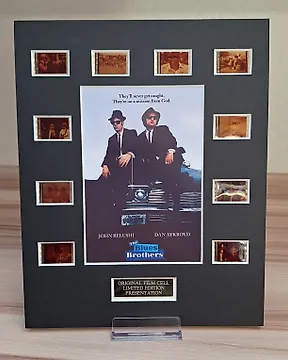 They'll never get caught.
They're on a mission from God.
JOHN BELUSHI DAN AYKROYD
THE
Blues
Brothers
ORIGINAL FILM CELL
LIMITED EDITION
PRESENTATION